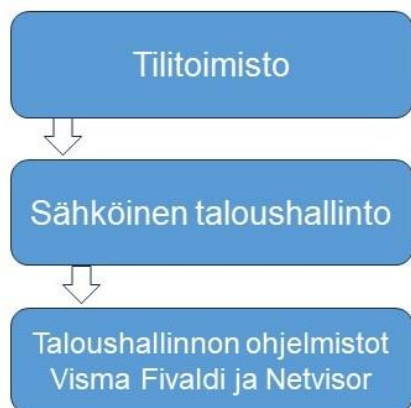 Tilitoimisto
Sähköinen taloushallinto
Taloushallinnon ohjelmistot
Visma Fivaldi ja Netvisor